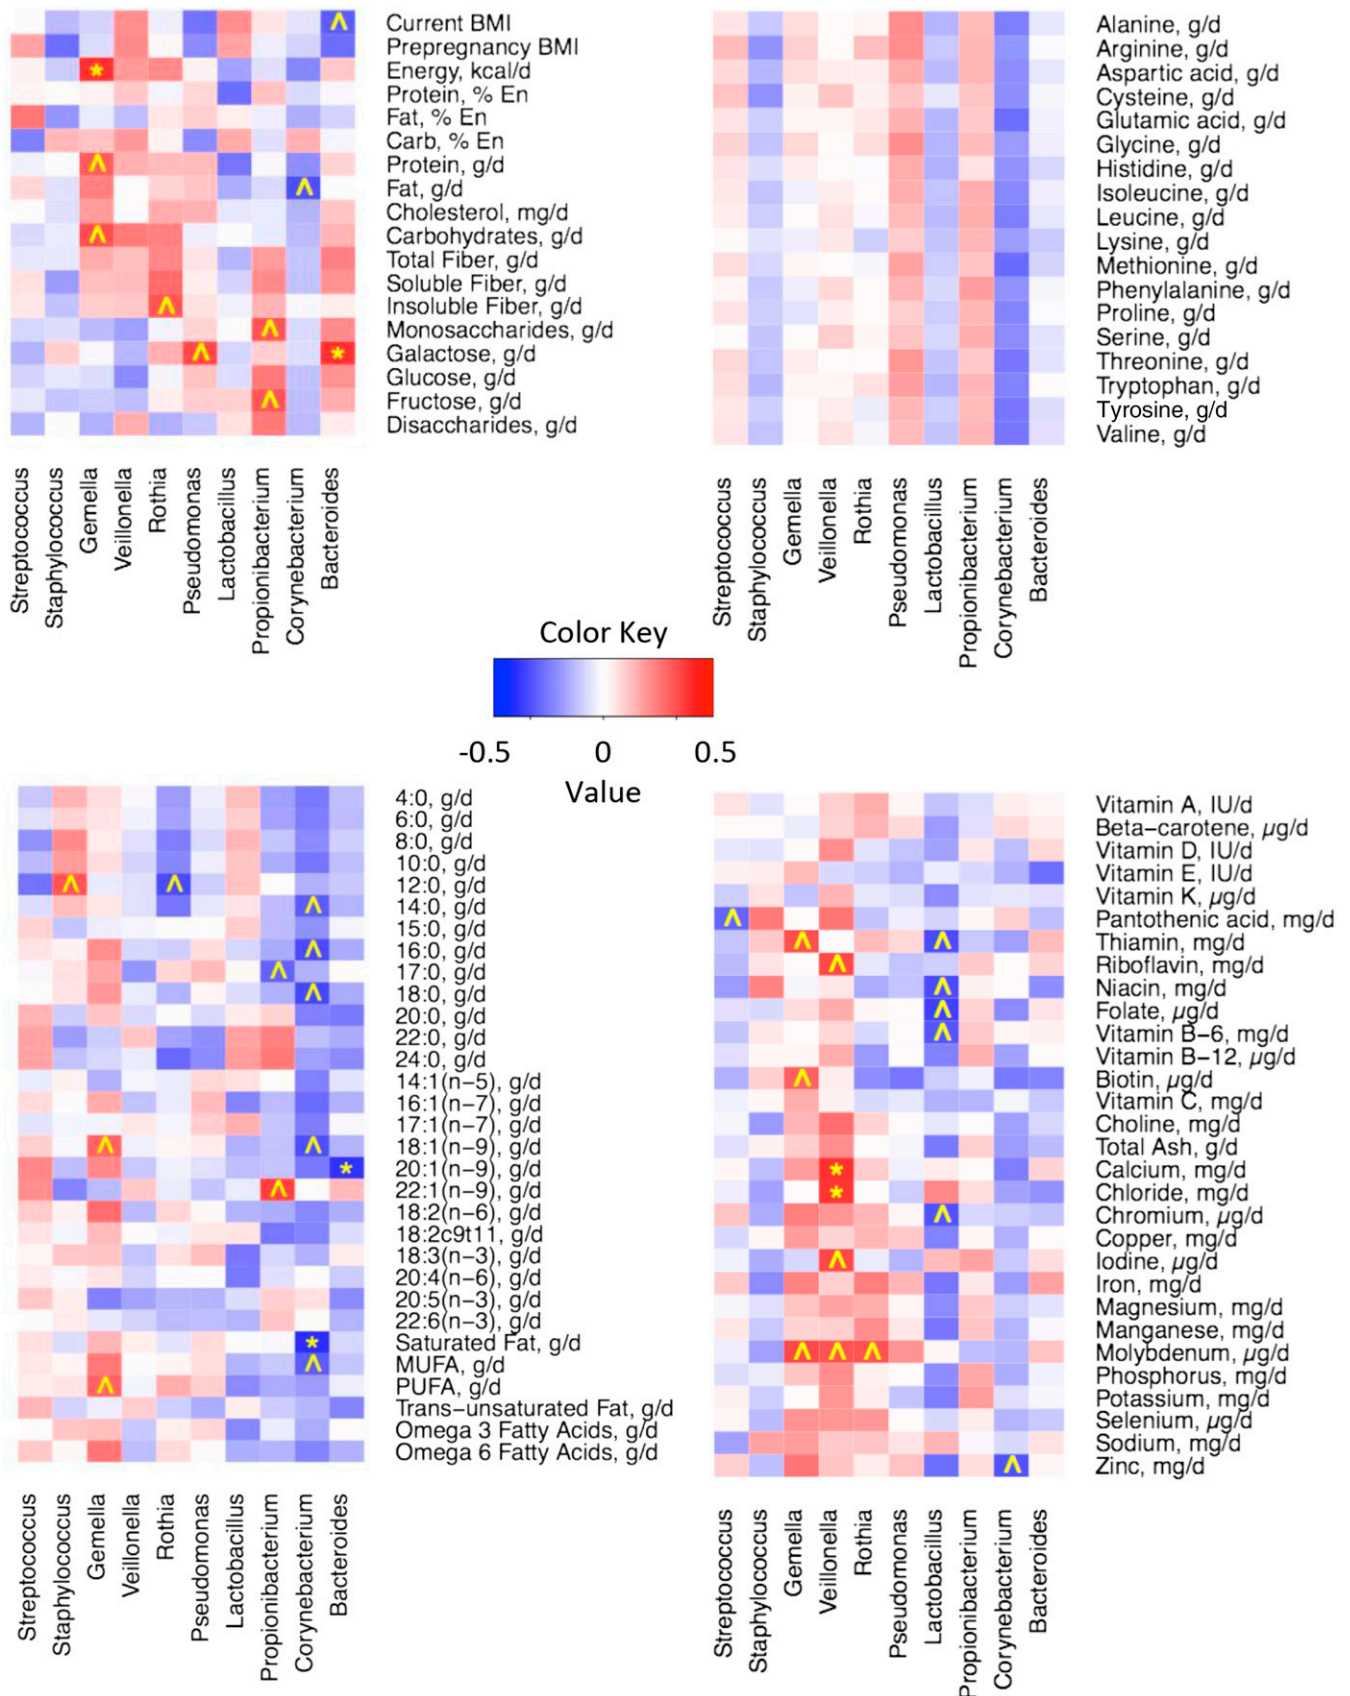 Current BMI
Prepregnancy BMI
Energy, kcal/d
Protein, % En
Fat, % En
Carb, % En
Protein, g/d
Fat, g/d
Cholesterol, mg/d
Carbohydrates, g/d
Total Fiber, g/d
Soluble Fiber, g/d
Insoluble Fiber, g/d
Monosaccharides, g/d
Galactose, g/d
Glucose, g/d
Fructose, g/d
Disaccharides, g/d
Streptococcus
Staphylococcus
Gemella
Veillonella
Rothia
Pseudomonas
Lactobacillus
Propionibacterium
Corynebacterium
Bacteroides
Alanine, g/d
Arginine, g/d
Aspartic acid, g/d
Cysteine, g/d
Glutamic acid, g/d
Glycine, g/d
Histidine, g/d
Isoleucine, g/d
Leucine, g/d
Lysine, g/d
Methionine, g/d
Phenylalanine, g/d
Proline, g/d
Serine, g/d
Threonine, g/d
Tryptophan, g/d
Tyrosine, g/d
Valine, g/d
Streptococcus
Staphylococcus
Gemella
Veillonella
Rothia
Pseudomonas
Lactobacillus
Propionibacterium
Corynebacterium
Bacteroides
Color Key
-0.5 0 0.5
Value
4:0, g/d
6:0, g/d
8:0, g/d
10:0, g/d
12:0, g/d
14:0, g/d
15:0, g/d
16:0, g/d
17:0, g/d
18:0, g/d
20:0, g/d
22:0, g/d
24:0, g/d
14:1(n−5), g/d
16:1(n−7), g/d
17:1(n−7), g/d
18:1(n−9), g/d
20:1(n−9), g/d
22:1(n−9), g/d
18:2(n−6), g/d
18:2c9t11, g/d
18:3(n−3), g/d
20:4(n−6), g/d
20:5(n−3), g/d
22:6(n−3), g/d
Saturated Fat, g/d
MUFA, g/d
PUFA, g/d
Trans−unsaturated Fat, g/d
Omega 3 Fatty Acids, g/d
Omega 6 Fatty Acids, g/d
Streptococcus
Staphylococcus
Gemella
Veillonella
Rothia
Pseudomonas
Lactobacillus
Propionibacterium
Corynebacterium
Bacteroides
Vitamin A, IU/d
Beta−carotene, µg/d
Vitamin D, IU/d
Vitamin E, IU/d
Vitamin K, µg/d
Pantothenic acid, mg/d
Thiamin, mg/d
Riboflavin, mg/d
Niacin, mg/d
Folate, µg/d
Vitamin B−6, mg/d
Vitamin B−12, µg/d
Biotin, µg/d
Vitamin C, mg/d
Choline, mg/d
Total Ash, g/d
Calcium, mg/d
Chloride, mg/d
Chromium, µg/d
Copper, mg/d
Iodine, µg/d
Iron, mg/d
Magnesium, mg/d
Manganese, mg/d
Molybdenum, µg/d
Phosphorus, mg/d
Potassium, mg/d
Selenium, µg/d
Sodium, mg/d
Zinc, mg/d
Streptococcus
Staphylococcus
Gemella
Veillonella
Rothia
Pseudomonas
Lactobacillus
Propionibacterium
Corynebacterium
Bacteroides